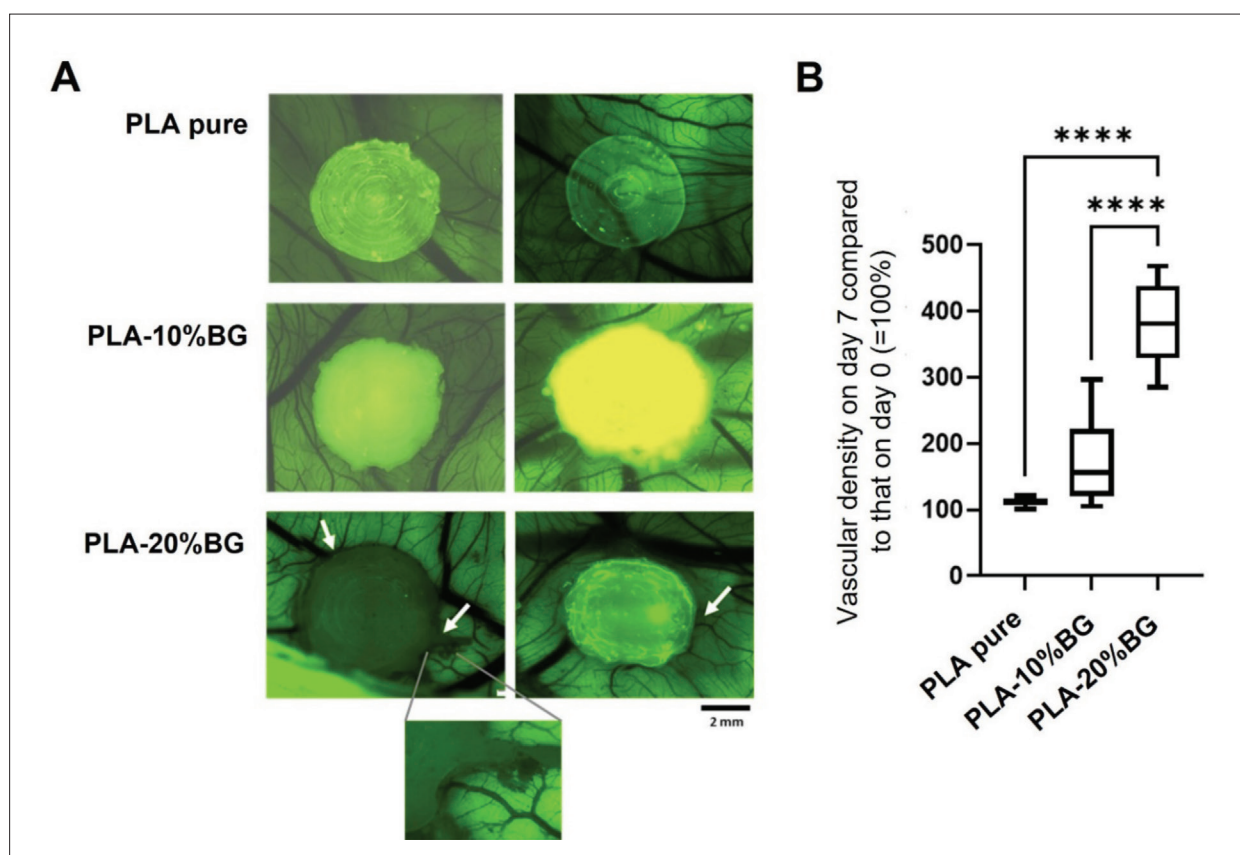 A
PLA pure
PLA-10%BG
PLA-20%BG
2 mm
B
Vascular density on day 7 compared
to that on day 0 (=100%)
****
****
500
400
300
200
100
0
PLA pure
PLA-10%BG
PLA-20%BG